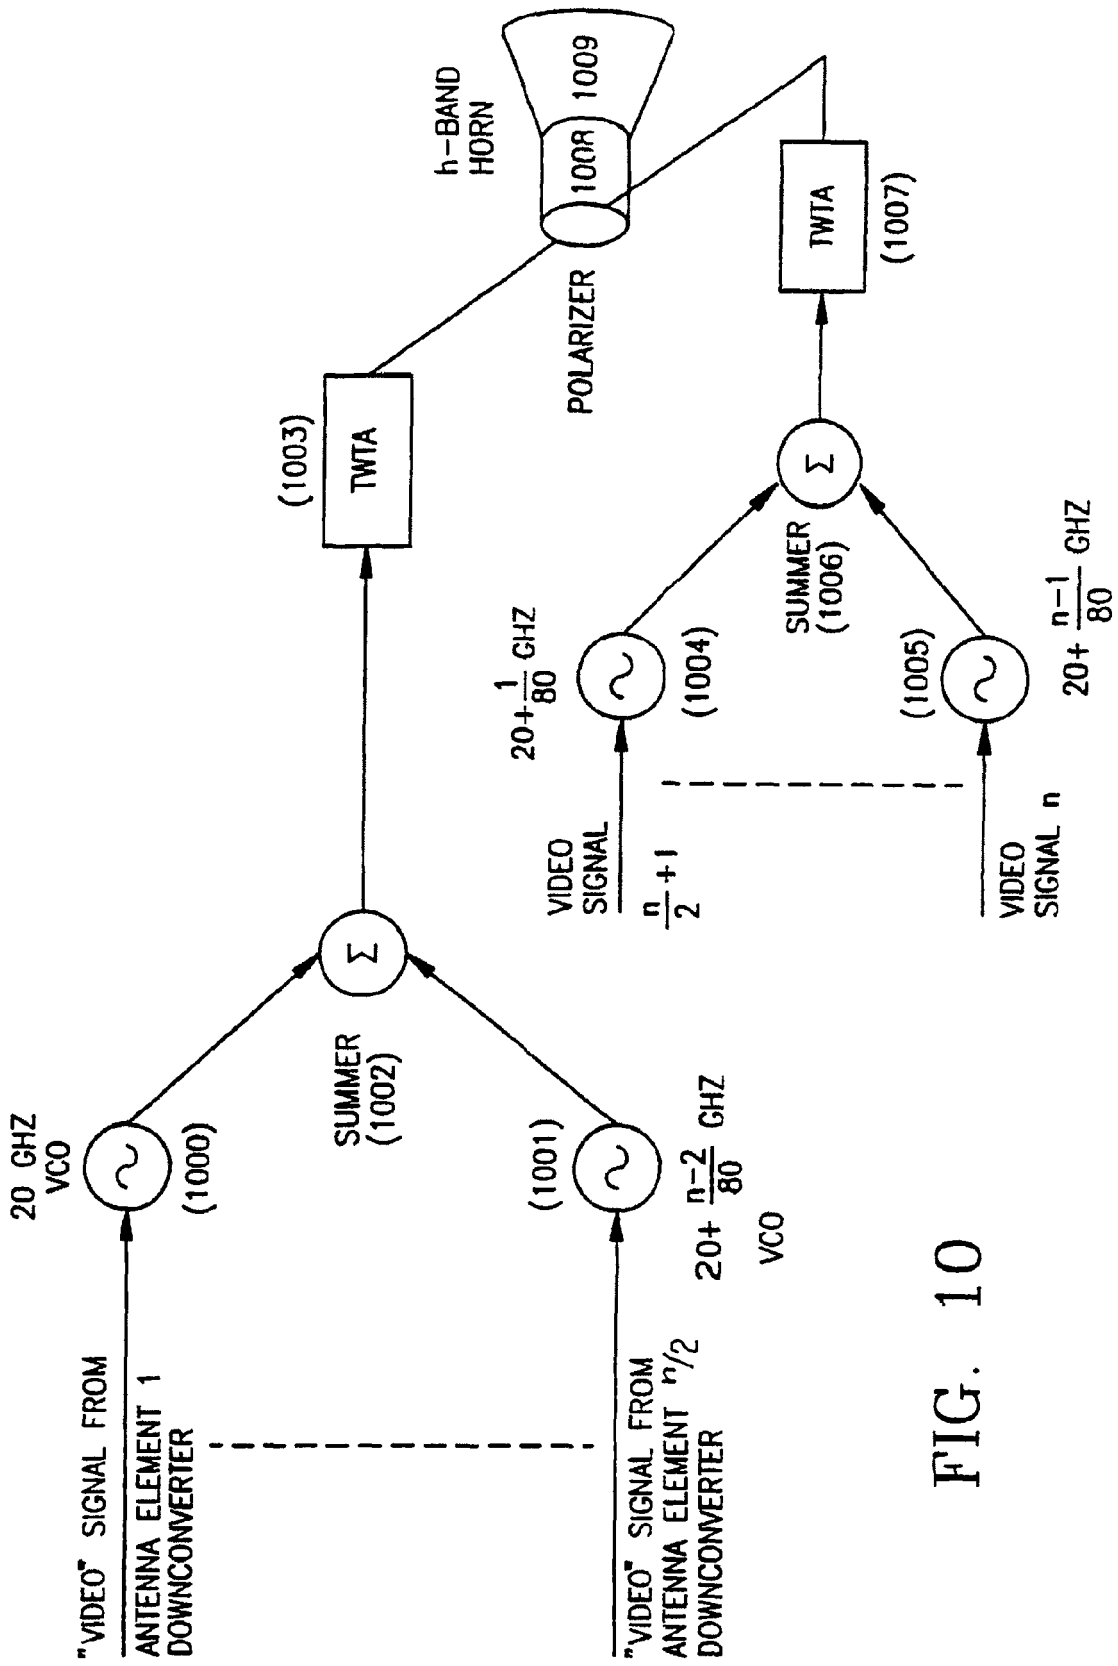 20 GHZ
VCO
(1000)
"VIDEO" SIGNAL FROM
ANTENNA ELEMENT 1
DOWNCONVERTER
SUMMER
(1002)
Σ
(1003)
TWTA
(1001)
20+ n-2/80 GHZ
VCO
"VIDEO" SIGNAL FROM
ANTENNA ELEMENT n/2
DOWNCONVERTER
h-BAND
HORN
1008
1009
POLARIZER
20+ 1/80 GHZ
(1004)
VIDEO
SIGNAL
n/2 +1
SUMMER
(1006)
Σ
TWTA
(1007)
(1005)
20+ n-1/80 GHZ
VIDEO
SIGNAL n
FIG. 10